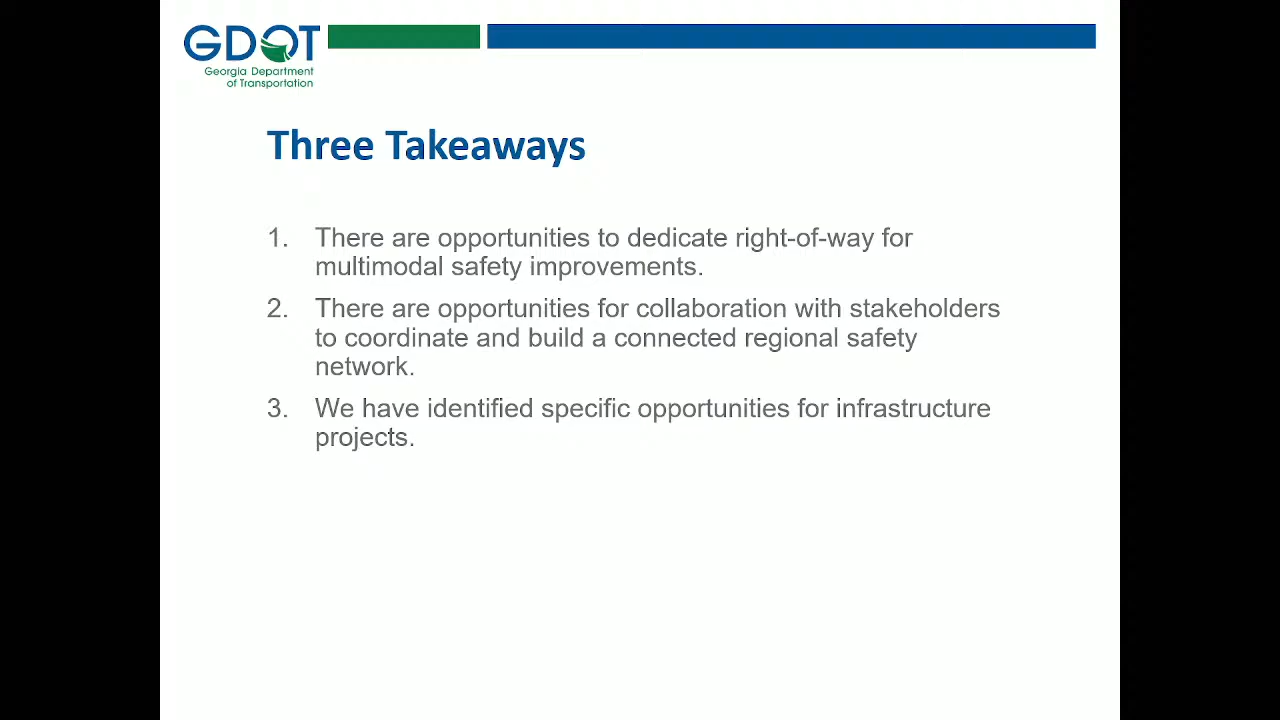 GDOT
Georgia Department
of Transportation
Three Takeaways
1. There are opportunities to dedicate right-of-way for
multimodal safety improvements.
2. There are opportunities for collaboration with stakeholders
to coordinate and build a connected regional safety
network.
3. We have identified specific opportunities for infrastructure
projects.